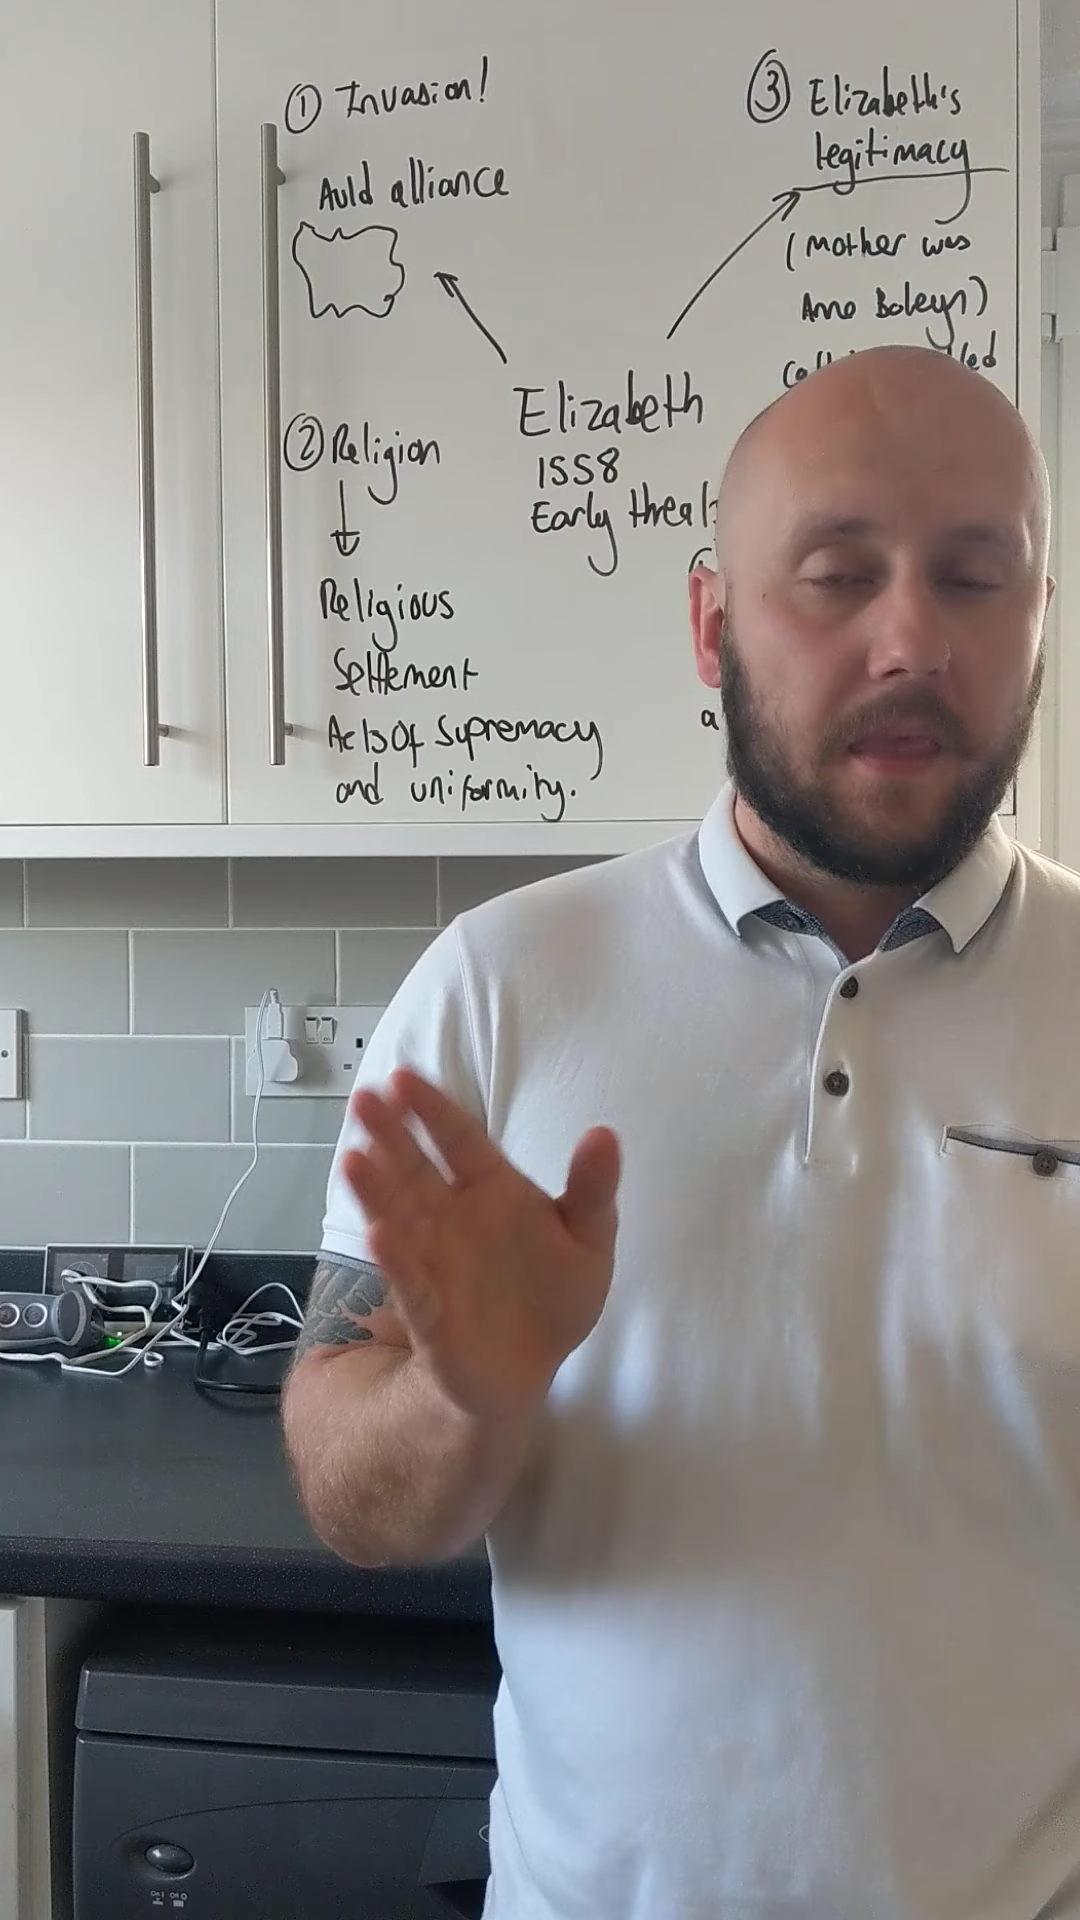 ① Invasion!
Auld alliance
② Religion
Religious
Settlement
Acts Of Supremacy
and uniformity.
Elizabeth
1558
Early
③ Elizabeth's
legitimacy
(mother was
Anne Boleyn)